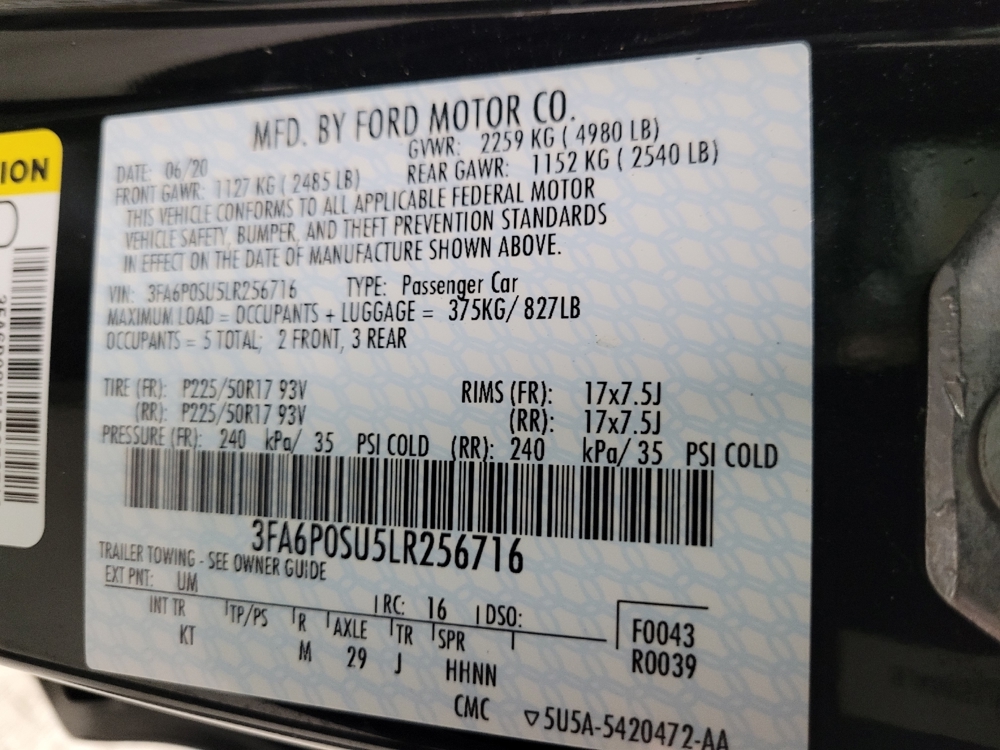 ION
MFD. BY FORD MOTOR CO.
DATE: 06/20 GVWR: 2259 KG ( 4980 LB)
FRONT GAWR: 1127 KG ( 2485 LB) REAR GAWR: 1152 KG ( 2540 LB)
THIS VEHICLE CONFORMS TO ALL APPLICABLE FEDERAL MOTOR
VEHICLE SAFETY, BUMPER, AND THEFT PREVENTION STANDARDS
IN EFFECT ON THE DATE OF MANUFACTURE SHOWN ABOVE.
VIN: 3FA6P0SU5LR256716 TYPE: Passenger Car
MAXIMUM LOAD = OCCUPANTS + LUGGAGE = 375KG/ 827LB
OCCUPANTS = 5 TOTAL; 2 FRONT, 3 REAR
TIRE (FR): P225/50R17 93V RIMS (FR): 17x7.5J
(RR): P225/50R17 93V (RR): 17x7.5J
PRESSURE (FR): 240 kPa/ 35 PSI COLD (RR): 240 kPa/ 35 PSI COLD
3FA6P0SU5LR256716
TRAILER TOWING - SEE OWNER GUIDE
EXT PNT: UM RC: 16 DSO:
INT TR TP/PS R AXLE TR SPR F0043
KT M 29 J HHNN R0039
CMC ▽5U5A-5420472-AA